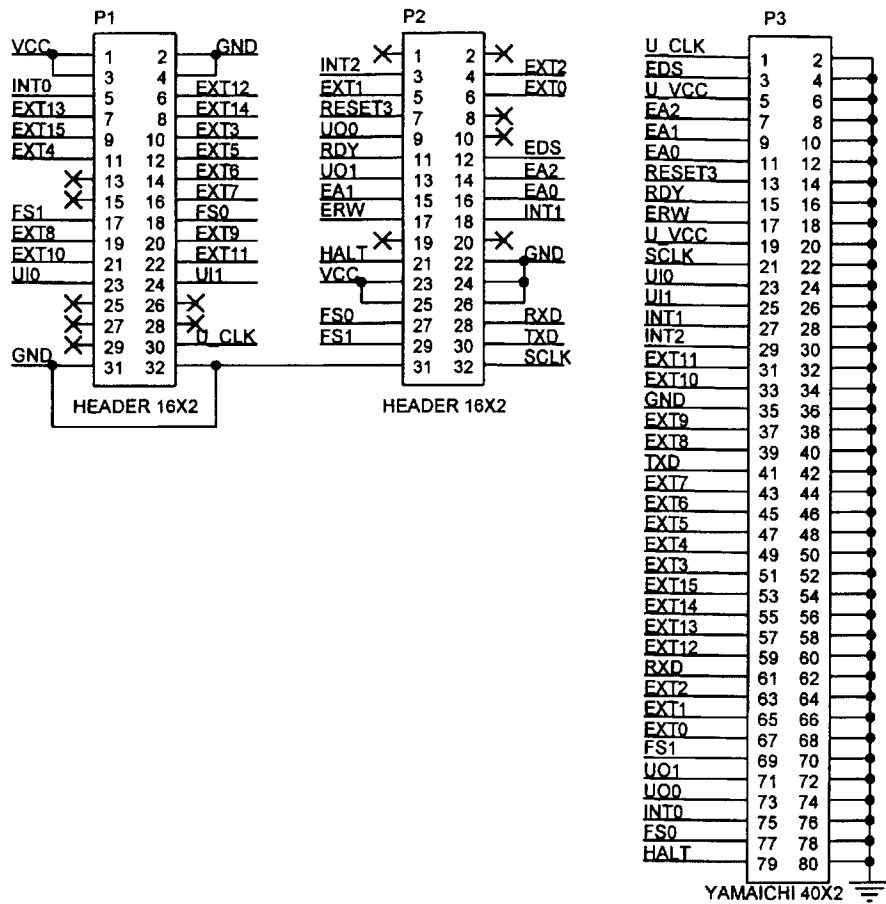 P1
VCC 1 2 GND
3 4
INT0 5 6 EXT12
EXT13 7 8 EXT14
EXT15 9 10 EXT3
EXT4 11 12 EXT5
13 14 EXT6
15 16 EXT7
FS1 17 18 FS0
EXT8 19 20 EXT9
EXT10 21 22 EXT11
UI0 23 24 UI1
25 26
27 28
29 30 U_CLK
GND 31 32
HEADER 16X2
P2
1 2
INT2 3 4 EXT2
EXT1 5 6 EXT0
RESET3 7 8
UO0 9 10
RDY 11 12 EDS
UO1 13 14 EA2
EA1 15 16 EA0
ERW 17 18 INT1
19 20
HALT 21 22 GND
VCC 23 24
25 26
FS0 27 28 RXD
FS1 29 30 TXD
31 32 SCLK
HEADER 16X2
P3
U_CLK 1 2
EDS 3 4
U_VCC 5 6
EA2 7 8
EA1 9 10
EA0 11 12
RESET3 13 14
RDY 15 16
ERW 17 18
U_VCC 19 20
SCLK 21 22
UI0 23 24
UI1 25 26
INT1 27 28
INT2 29 30
EXT11 31 32
EXT10 33 34
GND 35 36
EXT9 37 38
EXT8 39 40
TXD 41 42
EXT7 43 44
EXT6 45 46
EXT5 47 48
EXT4 49 50
EXT3 51 52
EXT15 53 54
EXT14 55 56
EXT13 57 58
EXT12 59 60
RXD 61 62
EXT2 63 64
EXT1 65 66
EXT0 67 68
FS1 69 70
UO1 71 72
UO0 73 74
INT0 75 76
FS0 77 78
HALT 79 80
YAMAICHI 40X2